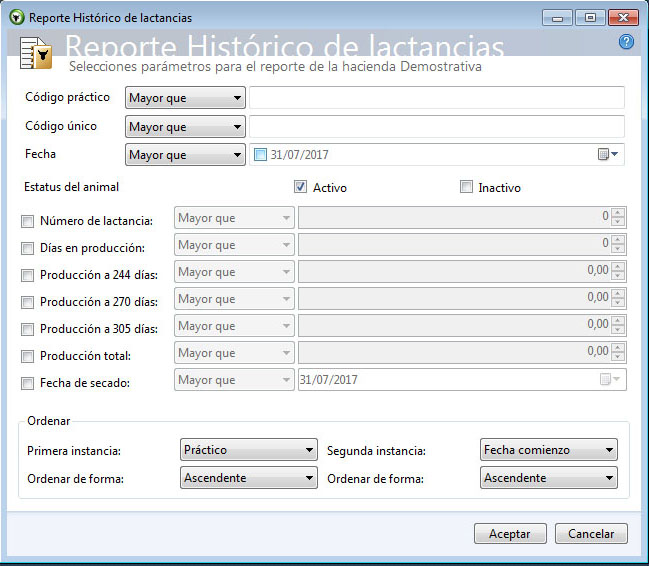 Reporte Histórico de lactancias
Reporte Histórico de lactancias
Selecciones parámetros para el reporte de la hacienda Demostrativa
Código práctico Mayor que
Código único Mayor que
Fecha Mayor que 31/07/2017
Estatus del animal Activo Inactivo
Número de lactancia: Mayor que 0
Días en producción: Mayor que 0
Producción a 244 días: Mayor que 0,00
Producción a 270 días: Mayor que 0,00
Producción a 305 días: Mayor que 0,00
Producción total: Mayor que 0,00
Fecha de secado: Mayor que 31/07/2017
Ordenar
Primera instancia: Práctico Segunda instancia: Fecha comienzo
Ordenar de forma: Ascendente Ordenar de forma: Ascendente
Aceptar Cancelar